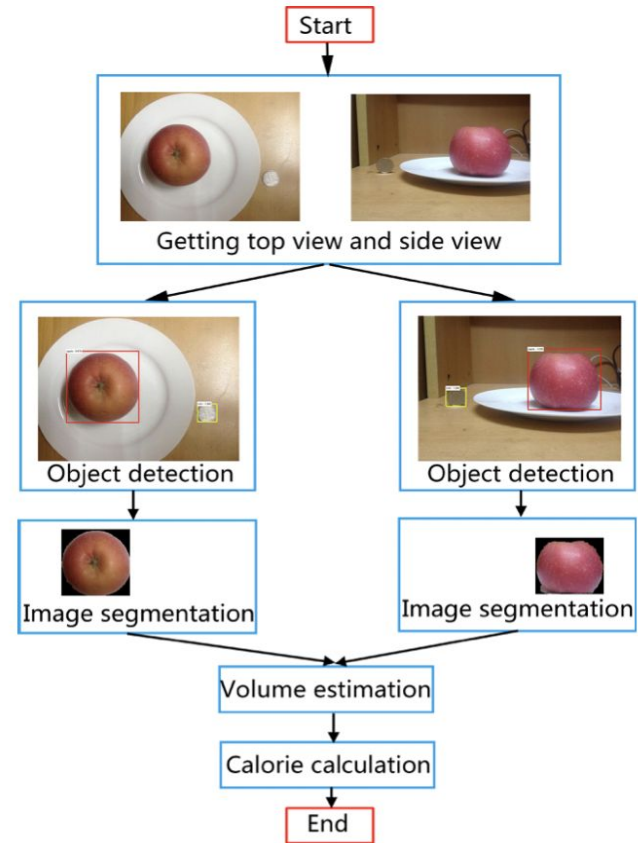 Start
Getting top view and side view
Object detection
Object detection
Image segmentation
Image segmentation
Volume estimation
Calorie calculation
End